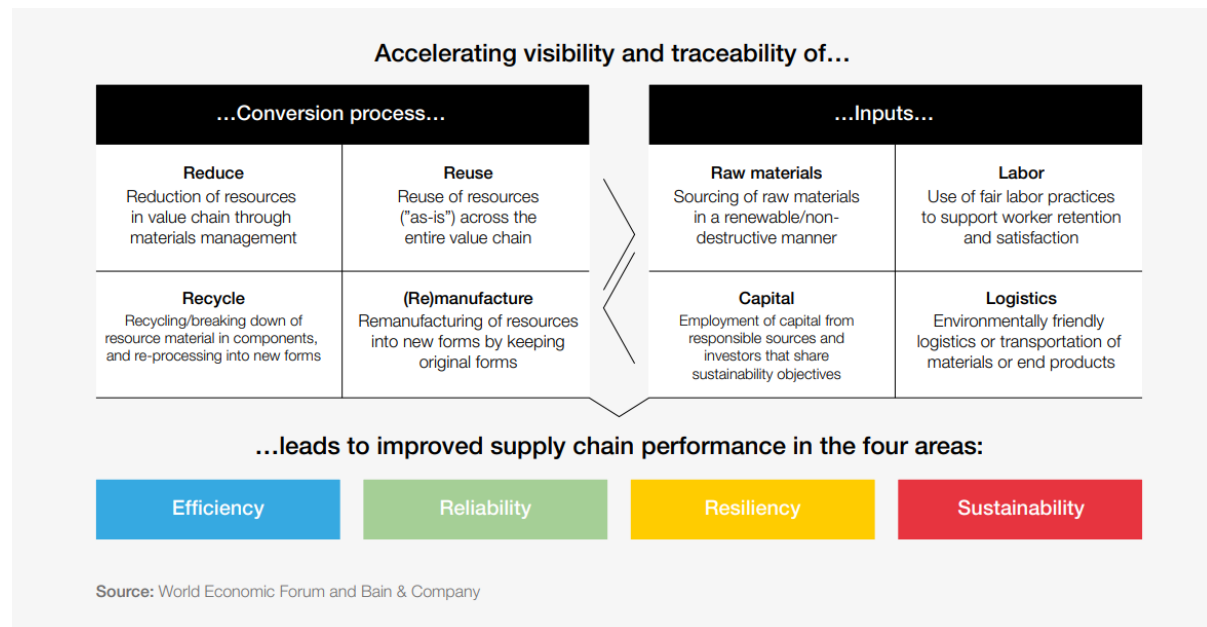 Accelerating visibility and traceability of…
…Conversion process…
Reduce
Reduction of resources
in value chain through
materials management
Reuse
Reuse of resources
("as-is") across the
entire value chain
Recycle
Recycling/breaking down of
resource material in components,
and re-processing into new forms
(Re)manufacture
Remanufacturing of resources
into new forms by keeping
original forms
…Inputs…
Raw materials
Sourcing of raw materials
in a renewable/non-
destructive manner
Labor
Use of fair labor practices
to support worker retention
and satisfaction
Capital
Employment of capital from
responsible sources and
investors that share
sustainability objectives
Logistics
Environmentally friendly
logistics or transportation of
materials or end products
…leads to improved supply chain performance in the four areas:
Efficiency
Reliability
Resiliency
Sustainability
Source: World Economic Forum and Bain & Company